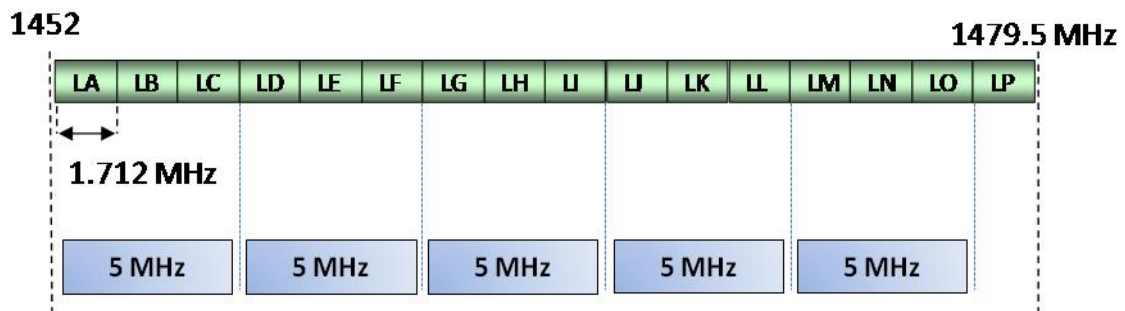 1452
1479.5 MHz
LA LB LC LD LE LF LG LH LI LJ LK LL LM LN LO LP
1.712 MHz
5 MHz 5 MHz 5 MHz 5 MHz 5 MHz